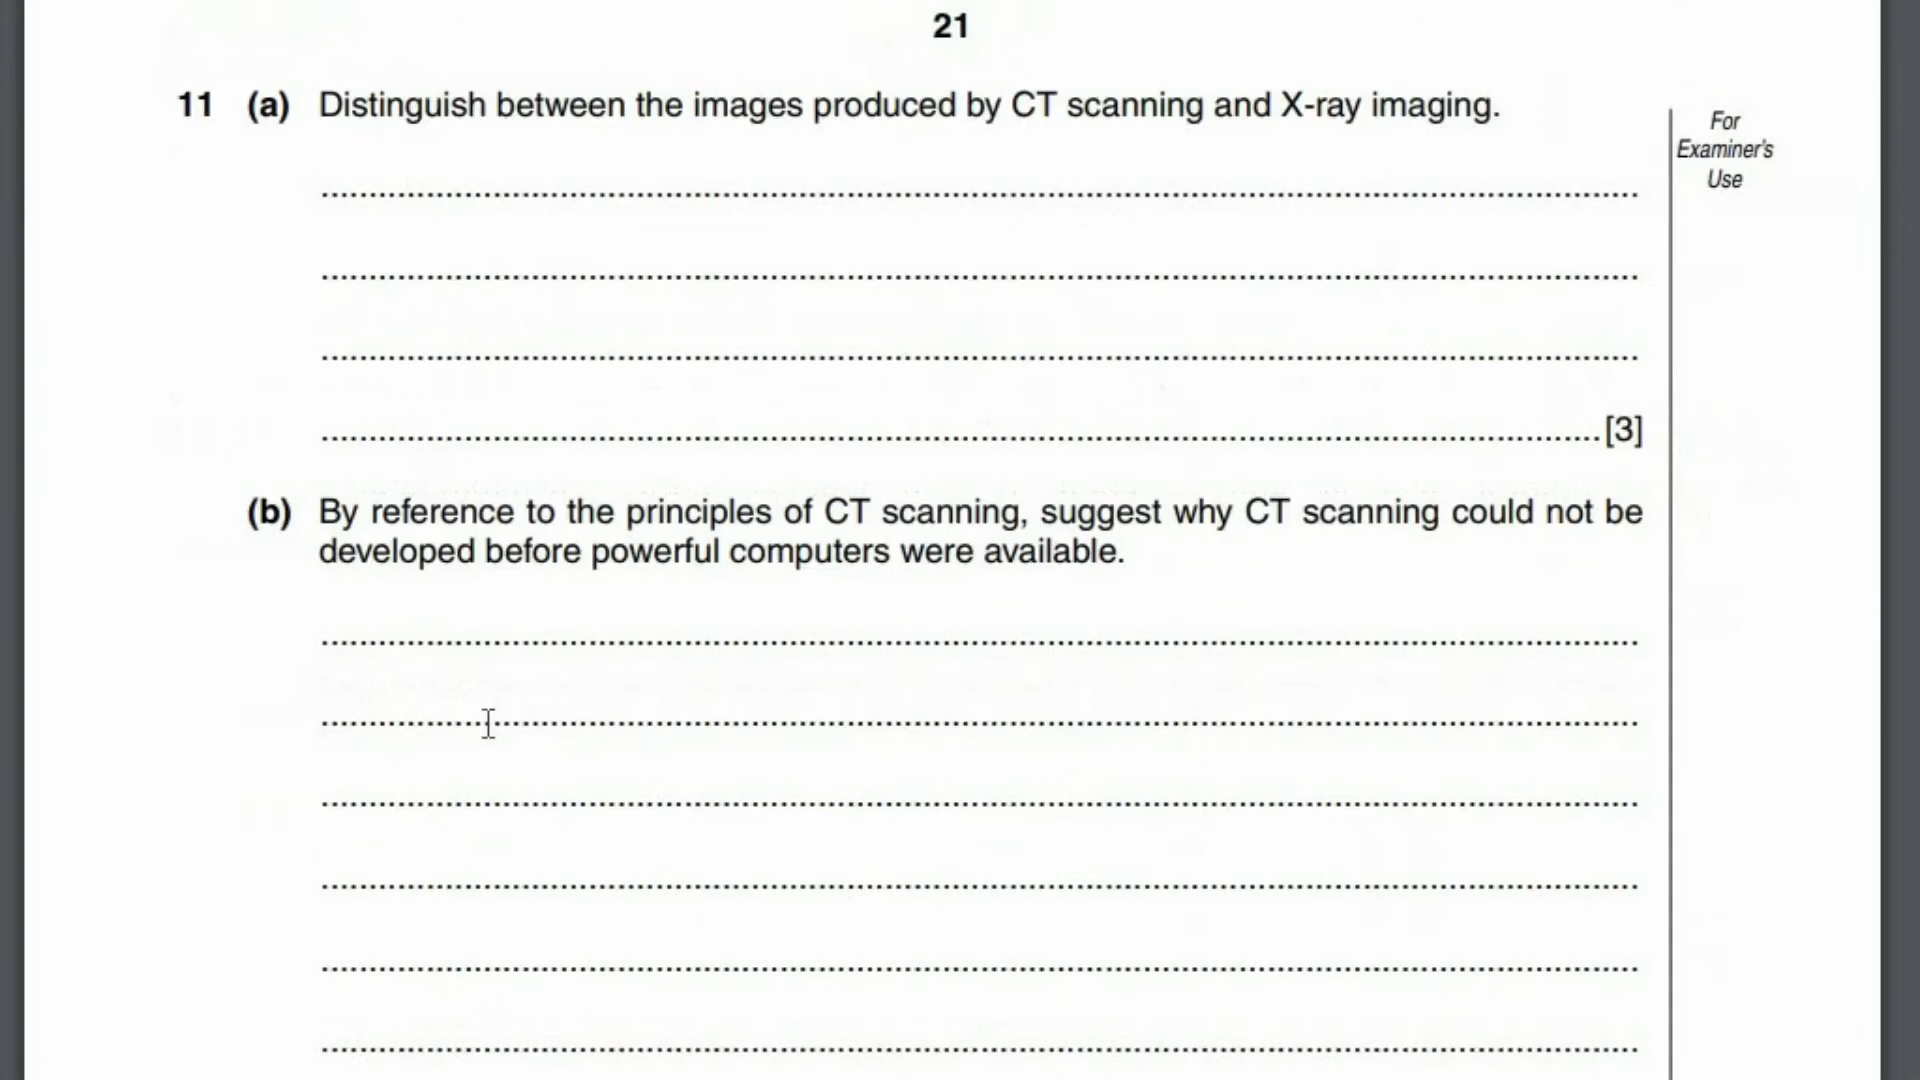 21
11 (a) Distinguish between the images produced by CT scanning and X-ray imaging.
For
Examiner's
Use
[3]
(b) By reference to the principles of CT scanning, suggest why CT scanning could not be
developed before powerful computers were available.